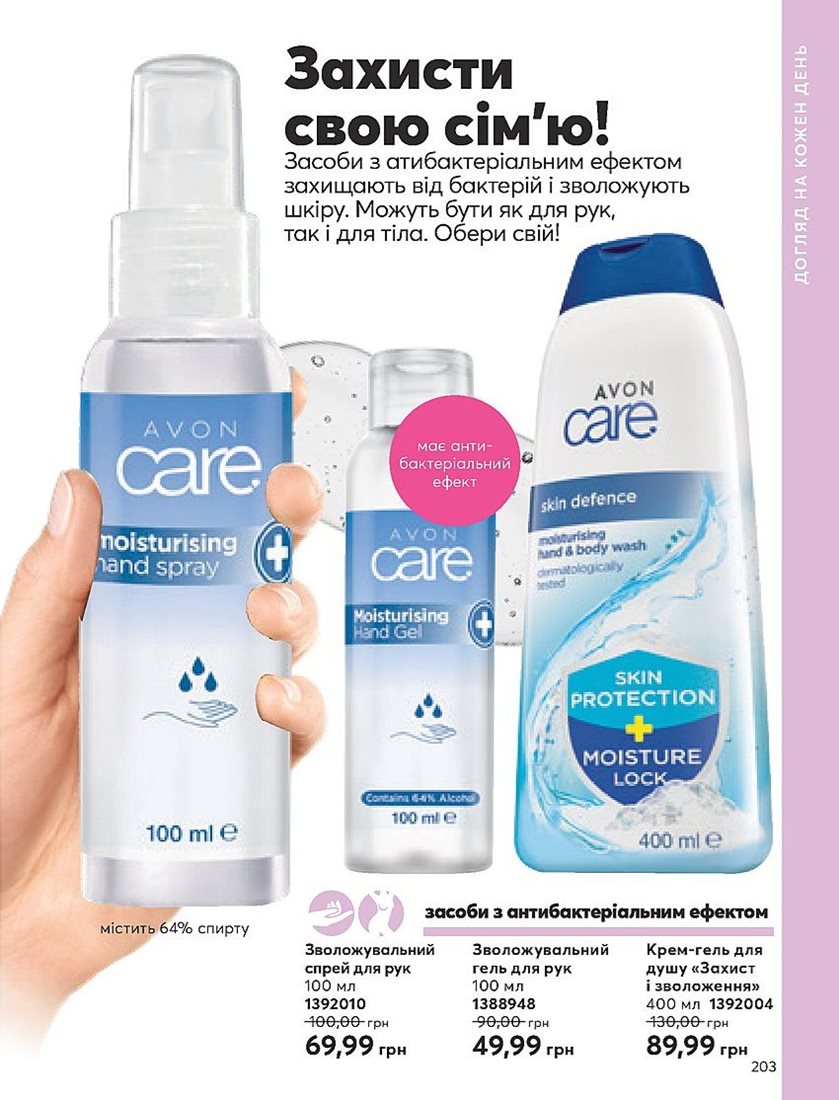 Захисти
свою сім'ю!
Засоби з атибактеріальним ефектом
захищають від бактерій і зволожують
шкіру. Можуть бути як для рук,
так і для тіла. Обери свій!
ДОГЛЯД НА КОЖЕН ДЕНЬ
AVON
care
moisturising
hand spray
100 ml e
містить 64% спирту
має анти-
бактеріальний
ефект
AVON
care
Moisturising
Hand Gel
Contains 64% Alcohol
100 ml e
AVON
care
skin defence
moisturising
hand & body wash
dermatologically
tested
SKIN
PROTECTION
+
MOISTURE
LOCK
400 ml e
засоби з антибактеріальним ефектом
Зволожувальний
спрей для рук
100 мл
1392010
100,00 грн
69,99 грн
Зволожувальний
гель для рук
100 мл
1388948
90,00 грн
49,99 грн
Крем-гель для
душу «Захист
і зволоження»
400 мл 1392004
130,00 грн
89,99 грн
203